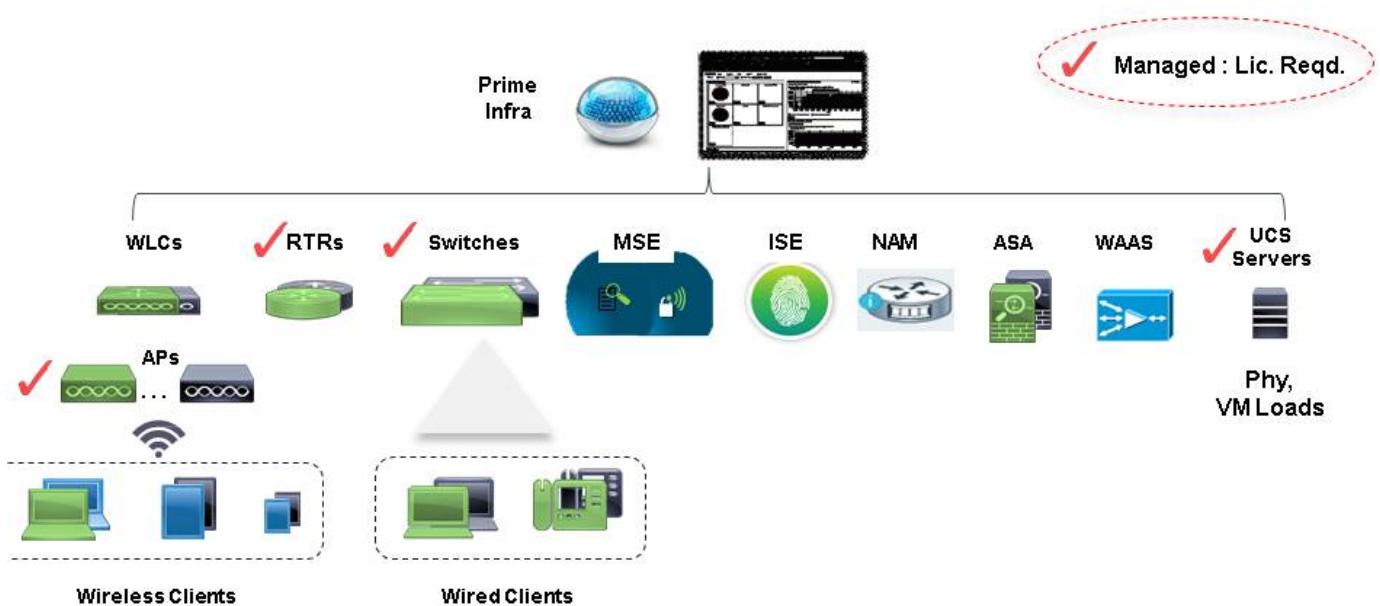 Prime
Infra
✓ Managed : Lic. Reqd.
WLCs
✓ RTRs
✓ Switches
MSE
ISE
NAM
ASA
WAAS
✓ UCS
Servers
✓ APs
...
Phy,
VM Loads
Wireless Clients
Wired Clients